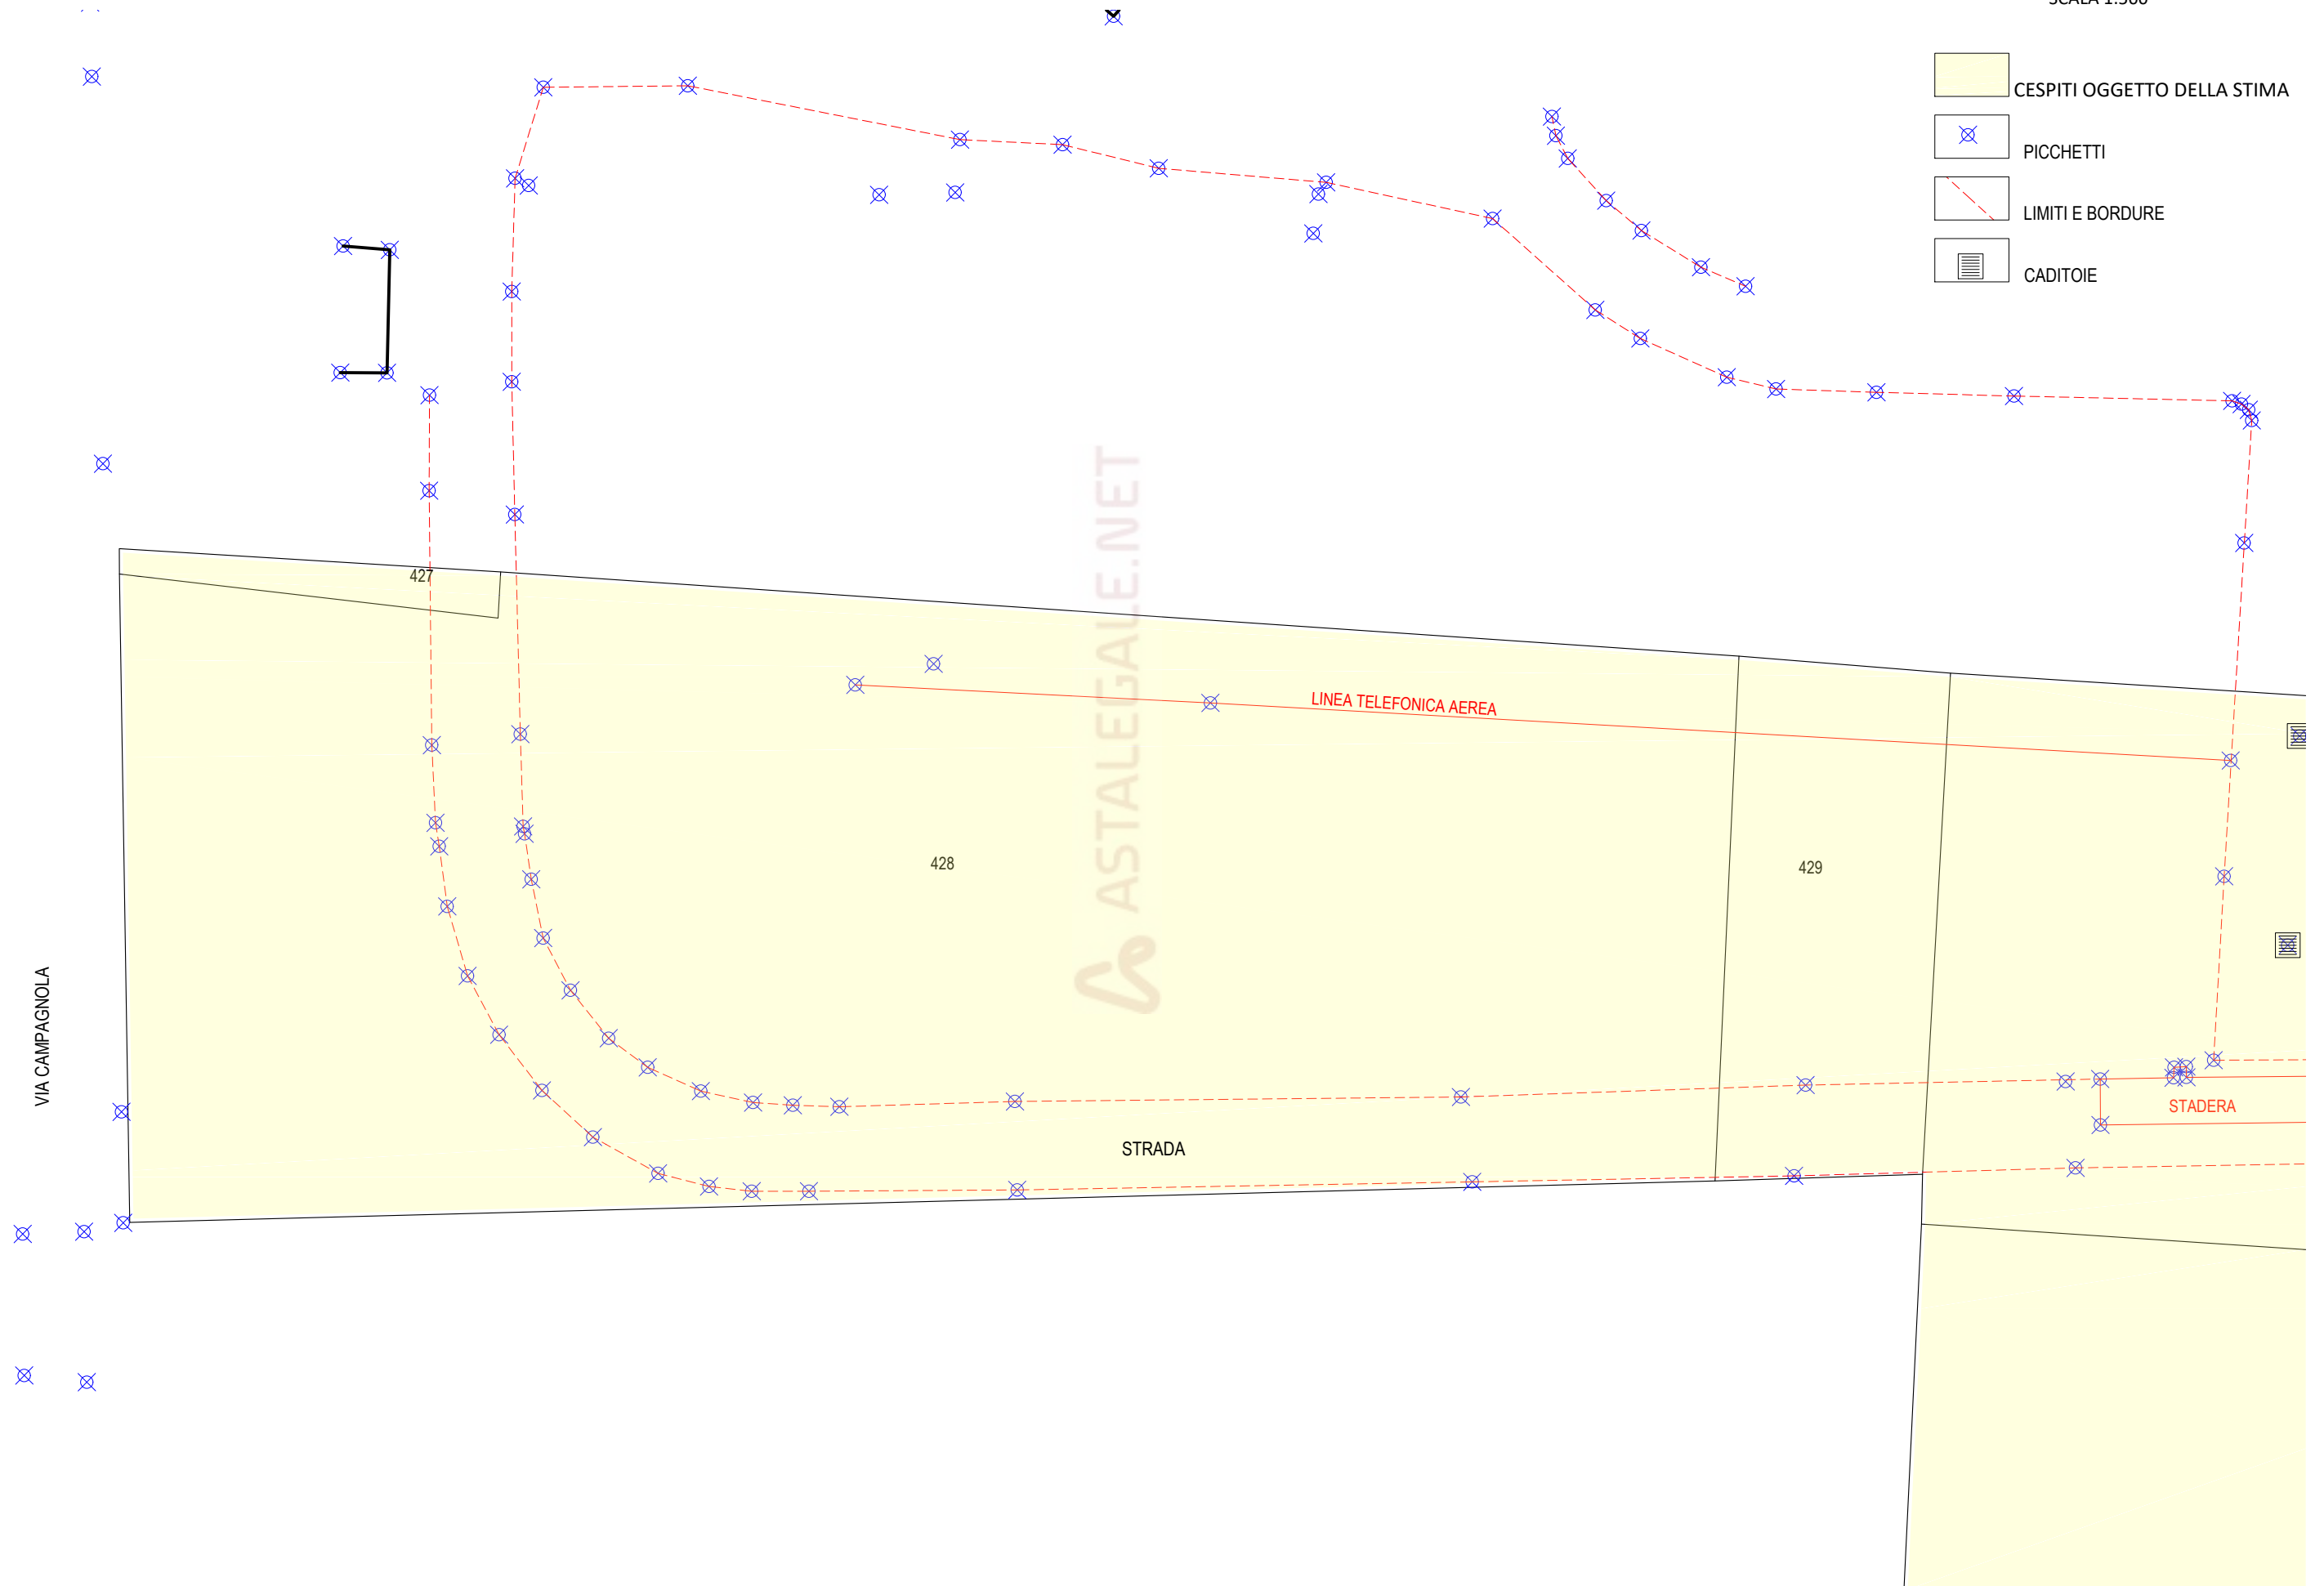 CESPITI OGGETTO DELLA STIMA
PICCHETTI
LIMITI E BORDURE
CADITOIE
427
LINEA TELEFONICA AEREA
ASTALEGALE.NET
428
429
VIA CAMPAGNOLA
STADERA
STRADA